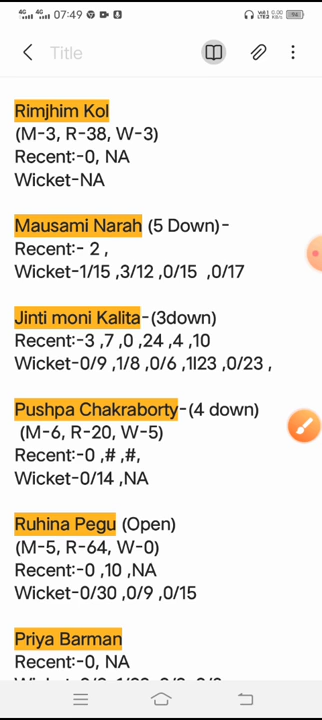 4G 4G 07:49
Title
Rimjhim Kol
(M-3, R-38, W-3)
Recent:-0, NA
Wicket-NA
Mausami Narah (5 Down)-
Recent:- 2 ,
Wicket-1/15 ,3/12 ,0/15 ,0/17
Jinti moni Kalita-(3down)
Recent:-3 ,7 ,0 ,24 ,4 ,10
Wicket-0/9 ,1/8 ,0/6 ,1l23 ,0/23 ,
Pushpa Chakraborty-(4 down)
(M-6, R-20, W-5)
Recent:-0 ,# ,#,
Wicket-0/14 ,NA
Ruhina Pegu (Open)
(M-5, R-64, W-0)
Recent:-0 ,10 ,NA
Wicket-0/30 ,0/9 ,0/15
Priya Barman
Recent:-0, NA